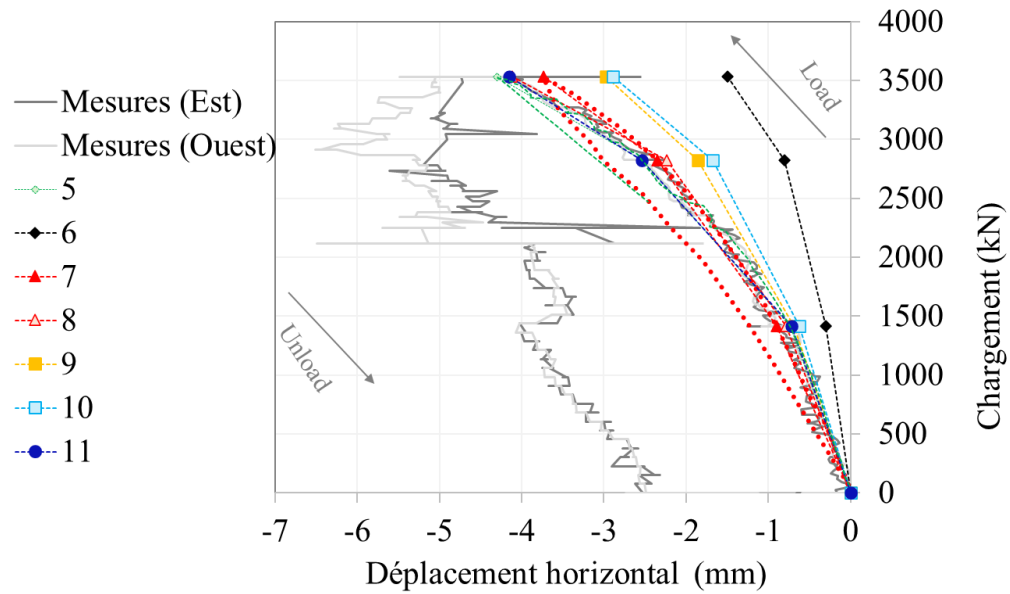 Mesures (Est)
Mesures (Ouest)
5
6
7
8
9
10
11
Load
Unload
4000
3500
3000
2500
2000
1500
1000
500
0
Chargement (kN)
-7 -6 -5 -4 -3 -2 -1 0
Déplacement horizontal (mm)